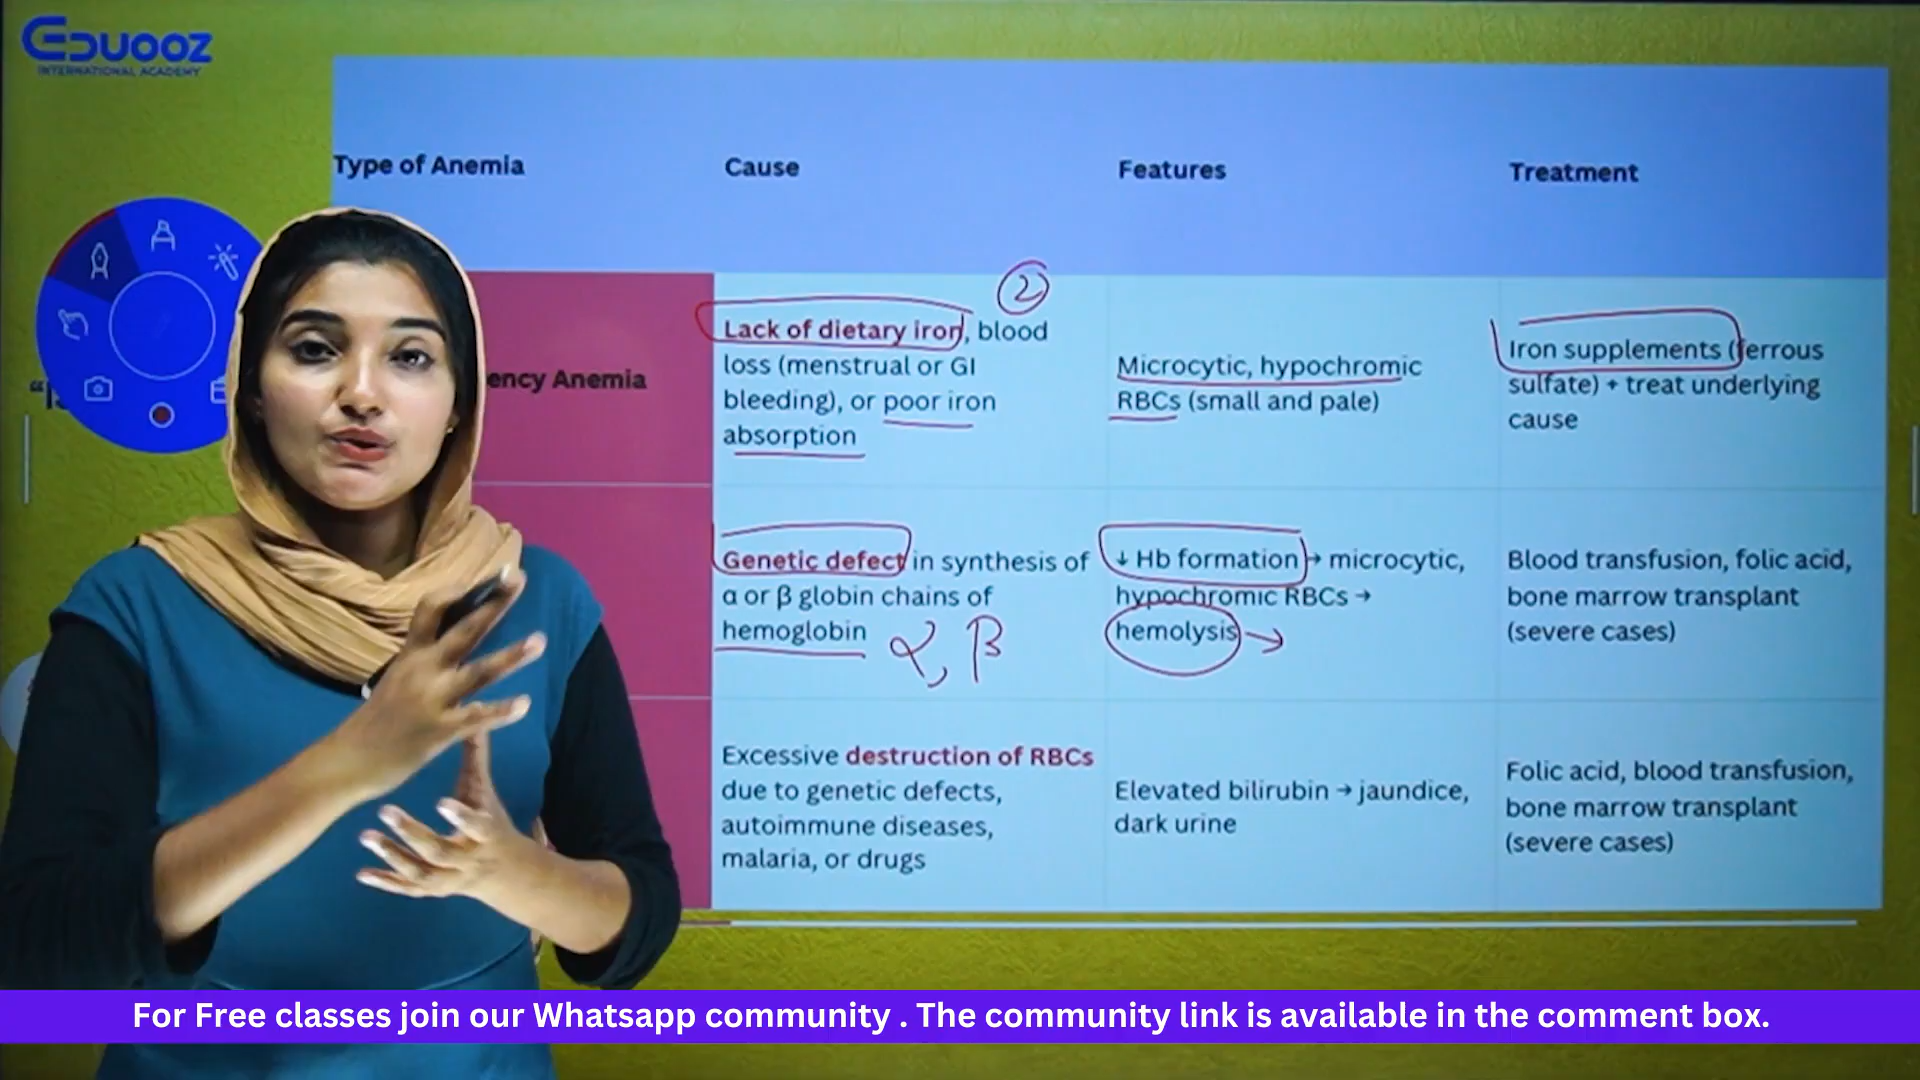 EDUOOZ
INTERNATIONAL ACADEMY
Type of Anemia
Cause
Features
Treatment
ency Anemia
2
Lack of dietary iron, blood
loss (menstrual or GI
bleeding), or poor iron
absorption
Microcytic, hypochromic
RBCs (small and pale)
Iron supplements (ferrous
sulfate) + treat underlying
cause
Genetic defect in synthesis of
α or β globin chains of
hemoglobin
α, β
↓ Hb formation → microcytic,
hypochromic RBCs →
hemolysis →
Blood transfusion, folic acid,
bone marrow transplant
(severe cases)
Excessive destruction of RBCs
due to genetic defects,
autoimmune diseases,
malaria, or drugs
Elevated bilirubin → jaundice,
dark urine
Folic acid, blood transfusion,
bone marrow transplant
(severe cases)
For Free classes join our Whatsapp community . The community link is available in the comment box.